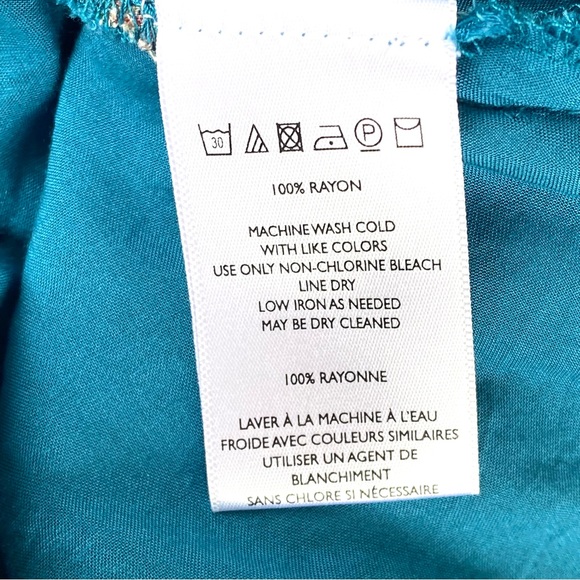 30 P
100% RAYON
MACHINE WASH COLD
WITH LIKE COLORS
USE ONLY NON-CHLORINE BLEACH
LINE DRY
LOW IRON AS NEEDED
MAY BE DRY CLEANED
100% RAYONNE
LAVER À LA MACHINE À L'EAU
FROIDE AVEC COULEURS SIMILAIRES
UTILISER UN AGENT DE
BLANCHIMENT
SANS CHLORE SI NÉCESSAIRE